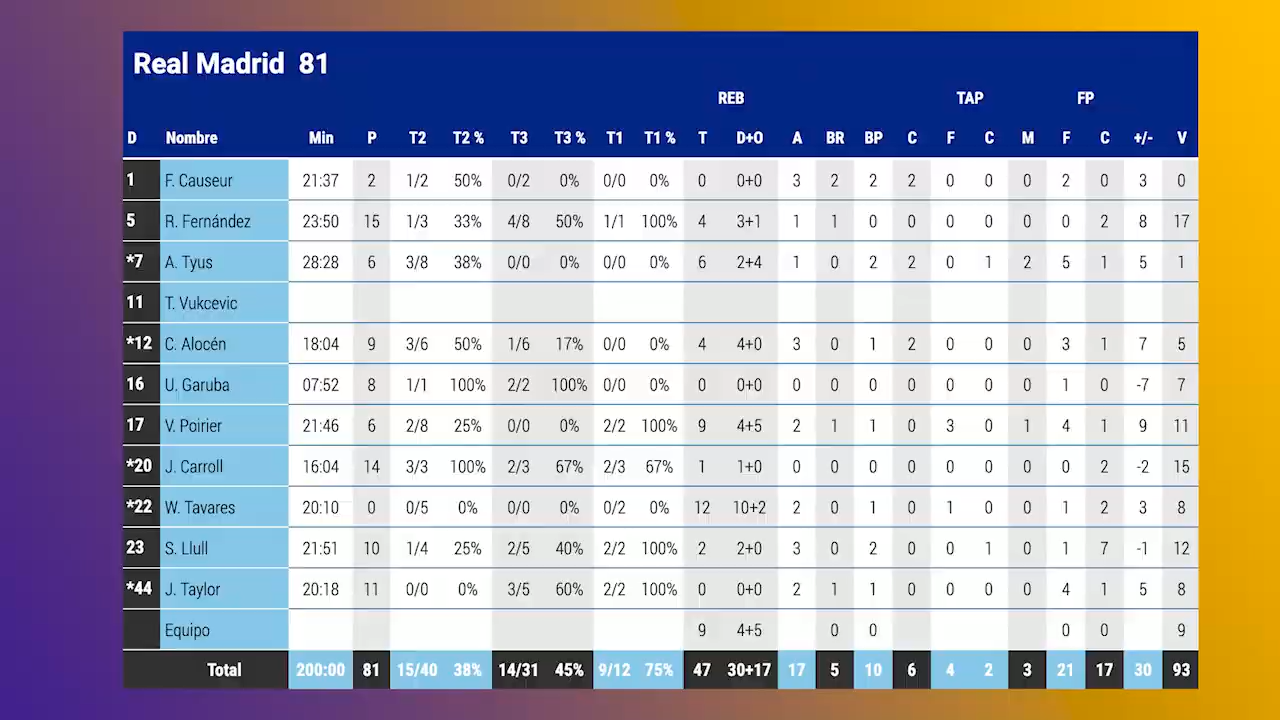 Real Madrid 81
REB TAP FP
D Nombre Min P T2 T2 % T3 T3 % T1 T1 % T D+O A BR BP C F C M F C +/- V
1 F. Causeur 21:37 2 1/2 50% 0/2 0% 0/0 0% 0 0+0 3 2 2 2 0 0 0 2 0 3 0
5 R. Fernández 23:50 15 1/3 33% 4/8 50% 1/1 100% 4 3+1 1 1 0 0 0 0 0 0 2 8 17
*7 A. Tyus 28:28 6 3/8 38% 0/0 0% 0/0 0% 6 2+4 1 0 2 2 0 1 2 5 1 5 1
11 T. Vukcevic
*12 C. Alocén 18:04 9 3/6 50% 1/6 17% 0/0 0% 4 4+0 3 0 1 2 0 0 0 3 1 7 5
16 U. Garuba 07:52 8 1/1 100% 2/2 100% 0/0 0% 0 0+0 0 0 0 0 0 0 0 1 0 -7 7
17 V. Poirier 21:46 6 2/8 25% 0/0 0% 2/2 100% 9 4+5 2 1 1 0 3 0 1 4 1 9 11
*20 J. Carroll 16:04 14 3/3 100% 2/3 67% 2/3 67% 1 1+0 0 0 0 0 0 0 0 0 2 -2 15
*22 W. Tavares 20:10 0 0/5 0% 0/0 0% 0/2 0% 12 10+2 2 0 1 0 1 0 0 1 2 3 8
23 S. Llull 21:51 10 1/4 25% 2/5 40% 2/2 100% 2 2+0 3 0 2 0 0 1 0 1 7 -1 12
*44 J. Taylor 20:18 11 0/0 0% 3/5 60% 2/2 100% 0 0+0 2 1 1 0 0 0 0 4 1 5 8
Equipo 9 4+5 0 0 0 0 9
Total 200:00 81 15/40 38% 14/31 45% 9/12 75% 47 30+17 17 5 10 6 4 2 3 21 17 30 93